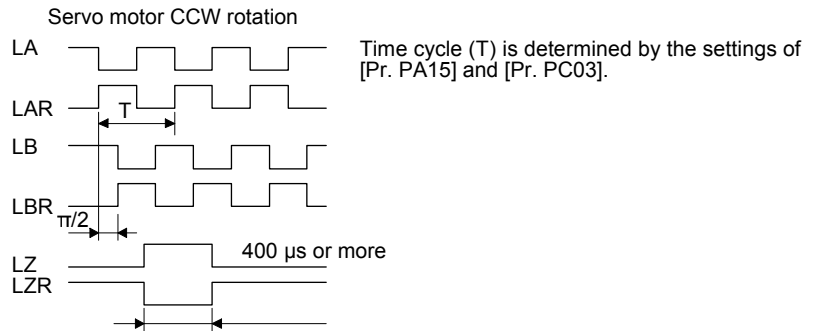 Servo motor CCW rotation
LA
Time cycle (T) is determined by the settings of
[Pr. PA15] and [Pr. PC03].
LAR
T
LB
LBR
π/2
400 µs or more
LZ
LZR